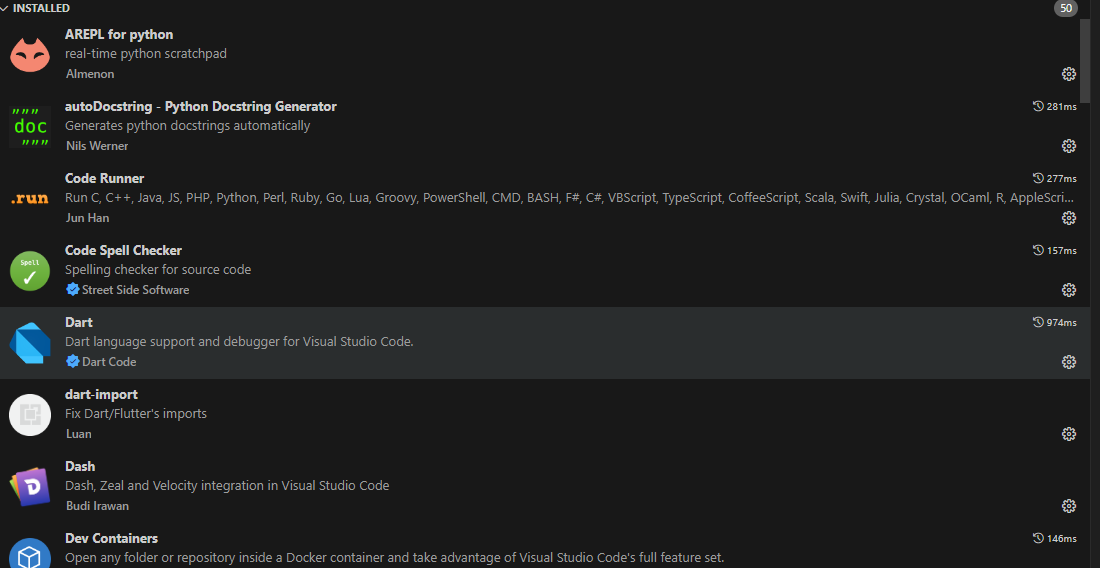 INSTALLED 50
AREPL for python
real-time python scratchpad
Almenon
""" doc """
autoDocstring - Python Docstring Generator 281ms
Generates python docstrings automatically
Nils Werner
.run
Code Runner 277ms
Run C, C++, Java, JS, PHP, Python, Perl, Ruby, Go, Lua, Groovy, PowerShell, CMD, BASH, F#, C#, VBScript, TypeScript, CoffeeScript, Scala, Swift, Julia, Crystal, OCaml, R, AppleScri...
Jun Han
Spell
Code Spell Checker 157ms
Spelling checker for source code
Street Side Software
Dart 974ms
Dart language support and debugger for Visual Studio Code.
Dart Code
dart-import
Fix Dart/Flutter's imports
Luan
D
Dash
Dash, Zeal and Velocity integration in Visual Studio Code
Budi Irawan
Dev Containers 146ms
Open any folder or repository inside a Docker container and take advantage of Visual Studio Code's full feature set.